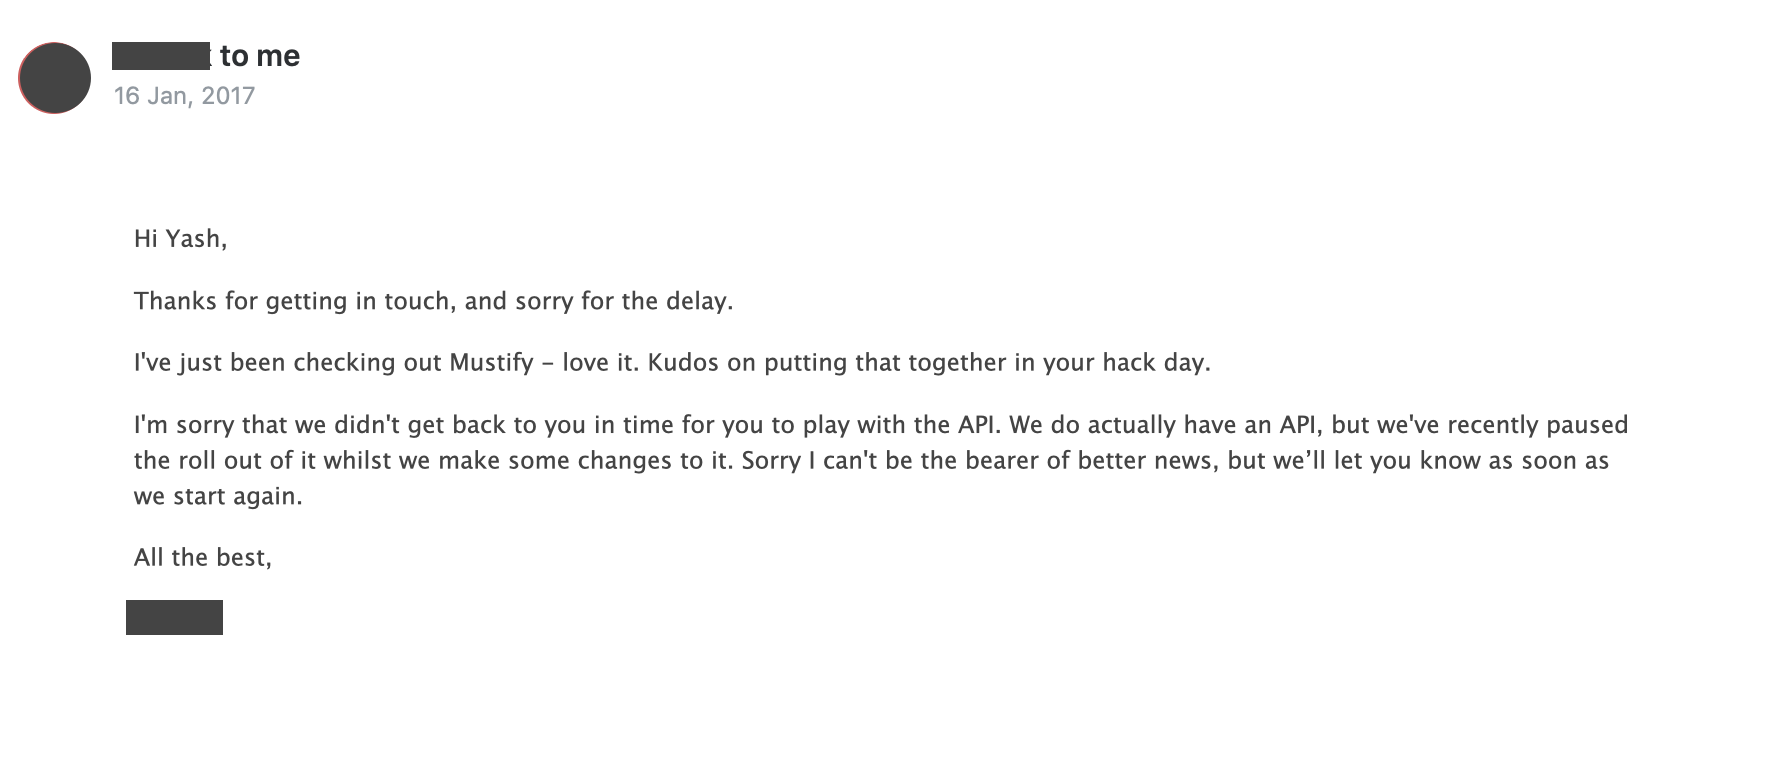 to me
16 Jan, 2017
Hi Yash,
Thanks for getting in touch, and sorry for the delay.
I've just been checking out Mustify – love it. Kudos on putting that together in your hack day.
I'm sorry that we didn't get back to you in time for you to play with the API. We do actually have an API, but we've recently paused
the roll out of it whilst we make some changes to it. Sorry I can't be the bearer of better news, but we’ll let you know as soon as
we start again.
All the best,